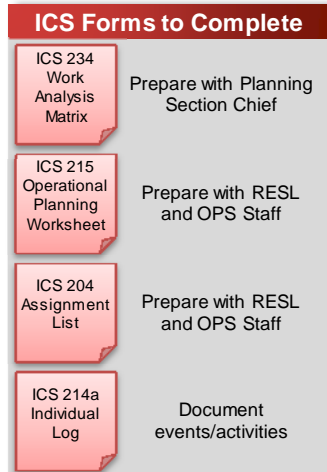 ICS Forms to Complete
ICS 234
Work
Analysis
Matrix
Prepare with Planning
Section Chief
ICS 215
Operational
Planning
Worksheet
Prepare with RESL
and OPS Staff
ICS 204
Assignment
List
Prepare with RESL
and OPS Staff
ICS 214a
Individual
Log
Document
events/activities